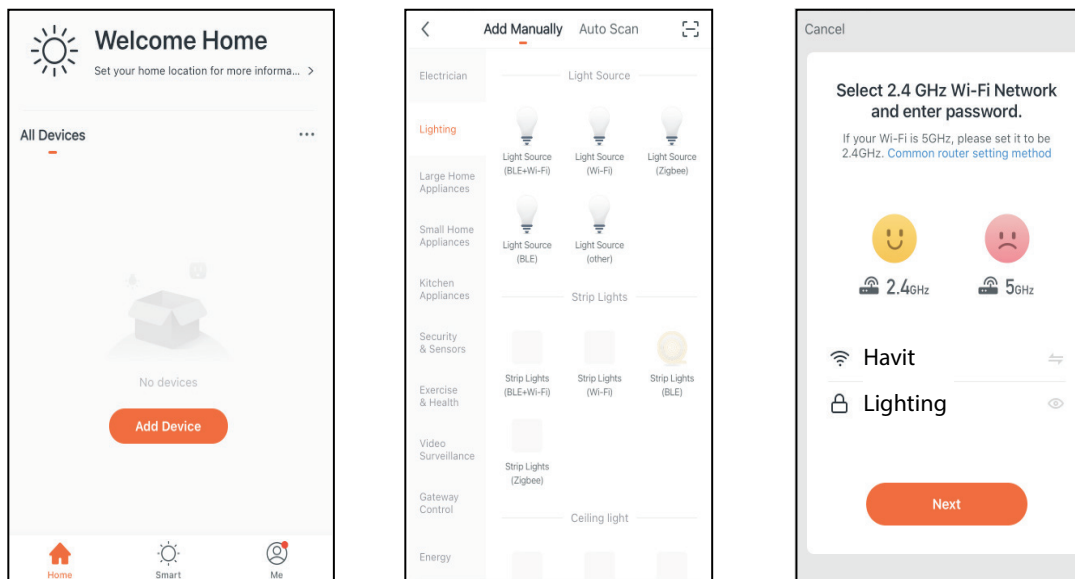 Welcome Home
Set your home location for more informa... >
All Devices
No devices
Add Device
Home
Smart
Me
Add Manually
Auto Scan
Electrician
Lighting
Large Home
Appliances
Small Home
Appliances
Kitchen
Appliances
Security
& Sensors
Exercise
& Health
Video
Surveillance
Gateway
Control
Energy
Light Source
Light Source
(BLE+Wi-Fi)
Light Source
(Wi-Fi)
Light Source
(Zigbee)
Light Source
(BLE)
Light Source
(other)
Strip Lights
Strip Lights
(BLE+Wi-Fi)
Strip Lights
(Wi-Fi)
Strip Lights
(BLE)
Strip Lights
(Zigbee)
Ceiling light
Cancel
Select 2.4 GHz Wi-Fi Network
and enter password.
If your Wi-Fi is 5GHz, please set it to be
2.4GHz. Common router setting method
2.4GHz
5GHz
Havit
Lighting
Next